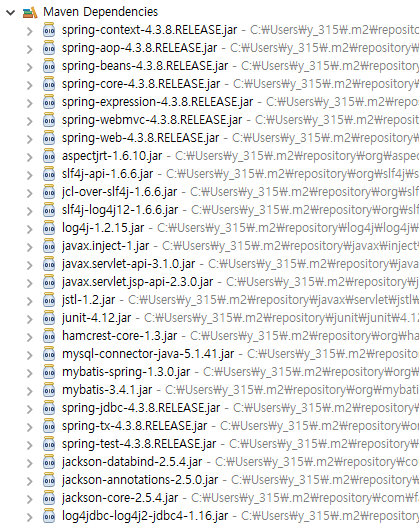 Maven Dependencies
spring-context-4.3.8.RELEASE.jar - C:₩Users₩y_315₩.m2₩reposito
spring-aop-4.3.8.RELEASE.jar - C:₩Users₩y_315₩.m2₩repository₩
spring-beans-4.3.8.RELEASE.jar - C:₩Users₩y_315₩.m2₩repositor
spring-core-4.3.8.RELEASE.jar - C:₩Users₩y_315₩.m2₩repository
spring-expression-4.3.8.RELEASE.jar - C:₩Users₩y_315₩.m2₩repo
spring-webmvc-4.3.8.RELEASE.jar - C:₩Users₩y_315₩.m2₩reposi
spring-web-4.3.8.RELEASE.jar - C:₩Users₩y_315₩.m2₩repository
aspectjrt-1.6.10.jar - C:₩Users₩y_315₩.m2₩repository₩org₩aspec
slf4j-api-1.6.6.jar - C:₩Users₩y_315₩.m2₩repository₩org₩slf4j₩s
jcl-over-slf4j-1.6.6.jar - C:₩Users₩y_315₩.m2₩repository₩org₩slf
slf4j-log4j12-1.6.6.jar - C:₩Users₩y_315₩.m2₩repository₩org₩slf
log4j-1.2.15.jar - C:₩Users₩y_315₩.m2₩repository₩log4j₩log4j₩
javax.inject-1.jar - C:₩Users₩y_315₩.m2₩repository₩javax₩inject₩
javax.servlet-api-3.1.0.jar - C:₩Users₩y_315₩.m2₩repository₩java
javax.servlet.jsp-api-2.3.0.jar - C:₩Users₩y_315₩.m2₩repository₩
jstl-1.2.jar - C:₩Users₩y_315₩.m2₩repository₩javax₩servlet₩jstl₩
junit-4.12.jar - C:₩Users₩y_315₩.m2₩repository₩junit₩junit₩4.12
hamcrest-core-1.3.jar - C:₩Users₩y_315₩.m2₩repository₩org₩ha
mysql-connector-java-5.1.41.jar - C:₩Users₩y_315₩.m2₩reposito
mybatis-spring-1.3.0.jar - C:₩Users₩y_315₩.m2₩repository₩org₩
mybatis-3.4.1.jar - C:₩Users₩y_315₩.m2₩repository₩org₩mybati
spring-jdbc-4.3.8.RELEASE.jar - C:₩Users₩y_315₩.m2₩repository
spring-tx-4.3.8.RELEASE.jar - C:₩Users₩y_315₩.m2₩repository₩o
spring-test-4.3.8.RELEASE.jar - C:₩Users₩y_315₩.m2₩repository₩
jackson-databind-2.5.4.jar - C:₩Users₩y_315₩.m2₩repository₩co
jackson-annotations-2.5.0.jar - C:₩Users₩y_315₩.m2₩repository₩
jackson-core-2.5.4.jar - C:₩Users₩y_315₩.m2₩repository₩com₩fa
log4jdbc-log4j2-jdbc4-1.16.jar - C:₩Users₩y_315₩.m2₩repository